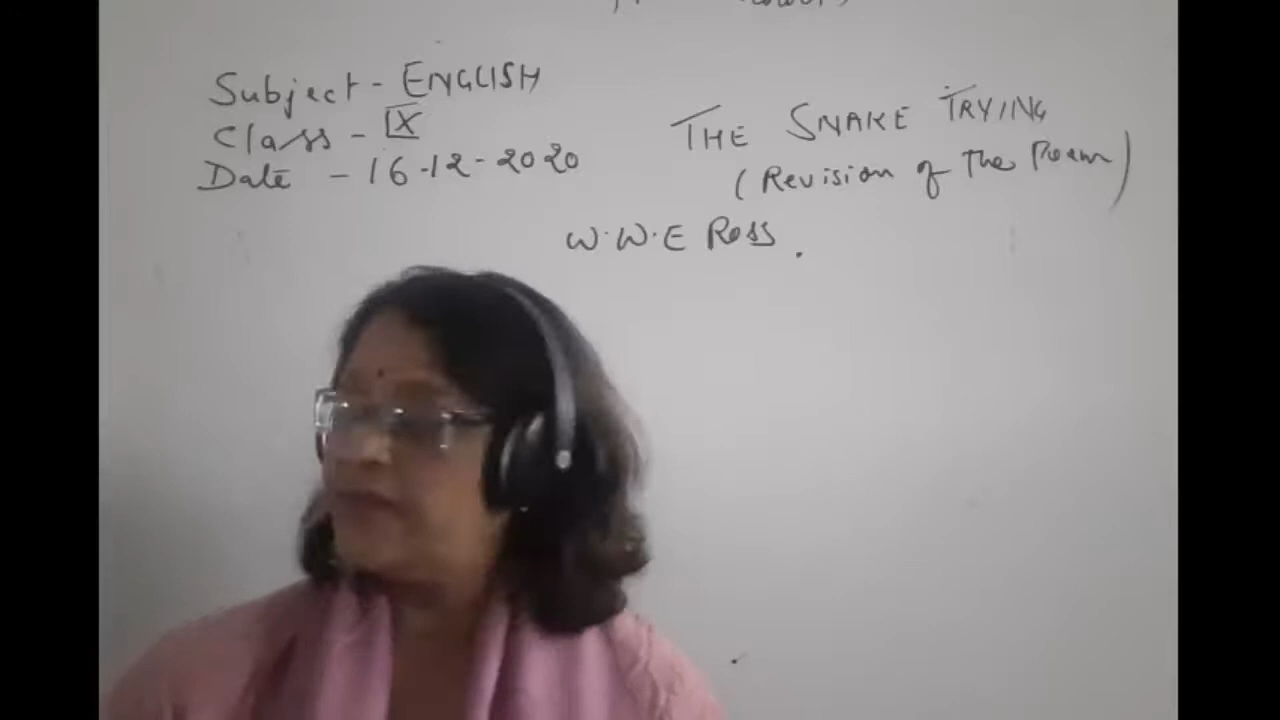 Subject - ENGLISH
Class - IX
Date - 16-12-2020
THE SNAKE TRYING
(Revision of The Poem)
W.W.E Ross.